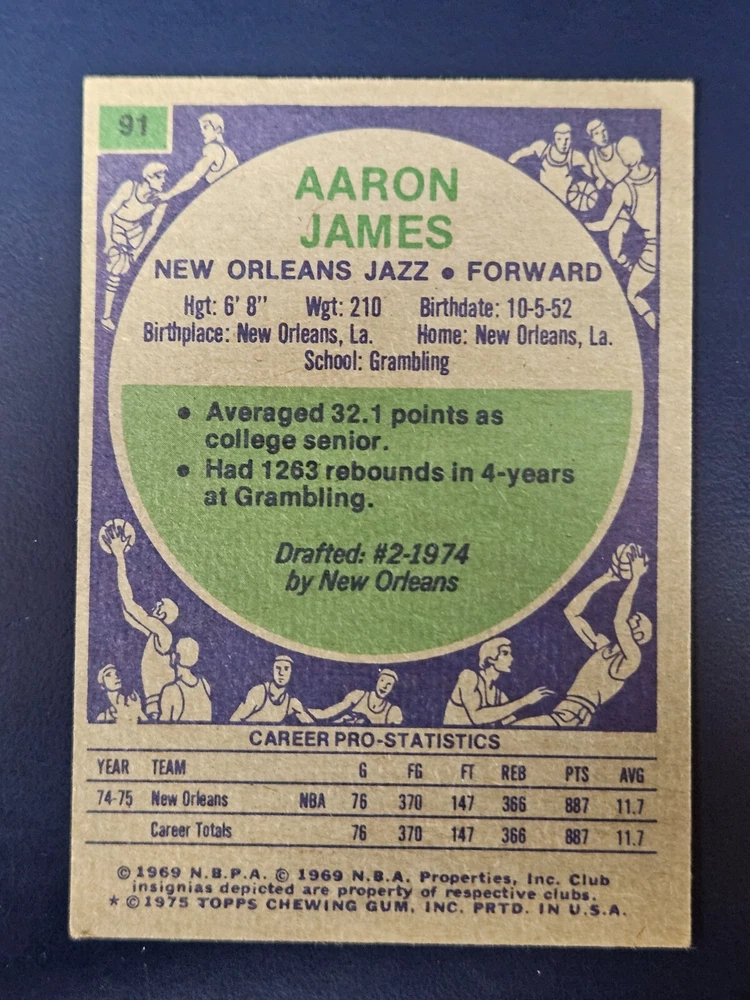 91
AARON
JAMES
NEW ORLEANS JAZZ • FORWARD
Hgt: 6' 8" Wgt: 210 Birthdate: 10-5-52
Birthplace: New Orleans, La. Home: New Orleans, La.
School: Grambling
• Averaged 32.1 points as
college senior.
• Had 1263 rebounds in 4-years
at Grambling.
Drafted: #2-1974
by New Orleans
CAREER PRO-STATISTICS
YEAR TEAM G FG FT REB PTS AVG
74-75 New Orleans NBA 76 370 147 366 887 11.7
Career Totals 76 370 147 366 887 11.7
© 1969 N.B.P.A. © 1969 N.B.A. Properties, Inc. Club
insignias depicted are property of respective clubs.
* © 1975 TOPPS CHEWING GUM, INC. PRTD. IN U.S.A.